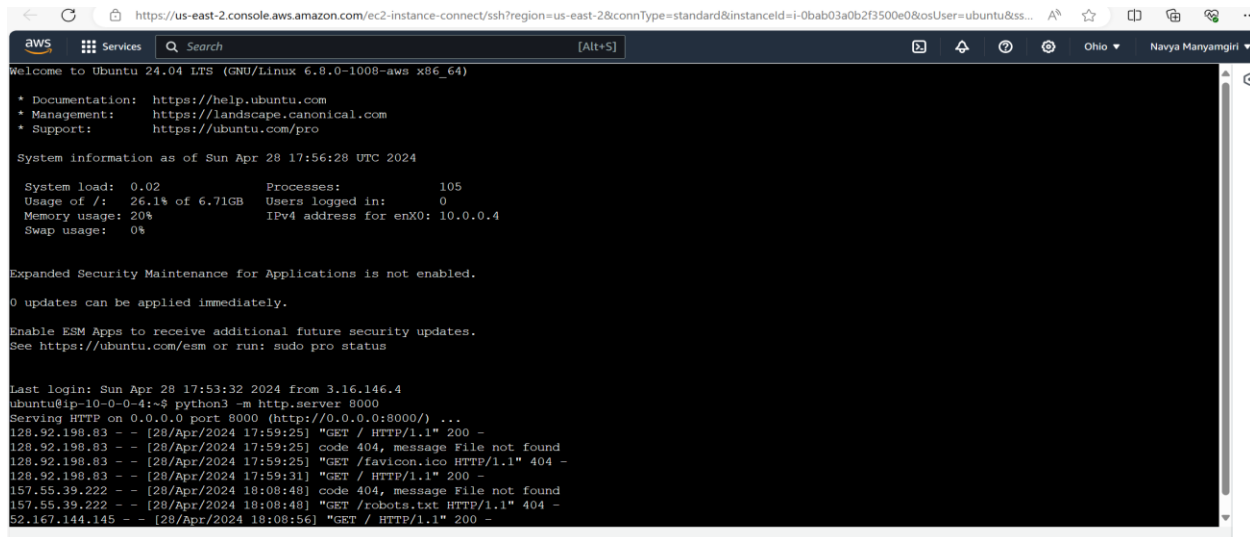 https://us-east-2.console.aws.amazon.com/ec2-instance-connect/ssh?region=us-east-2&connType=standard&instanceId=i-0bab03a0b2f3500e0&osUser=ubuntu&ss...
aws Services Search [Alt+S] Ohio Navya Manyamgiri
Welcome to Ubuntu 24.04 LTS (GNU/Linux 6.8.0-1008-aws x86_64)
* Documentation: https://help.ubuntu.com
* Management: https://landscape.canonical.com
* Support: https://ubuntu.com/pro
System information as of Sun Apr 28 17:56:28 UTC 2024
System load: 0.02 Processes: 105
Usage of /: 26.1% of 6.71GB Users logged in: 0
Memory usage: 20% IPv4 address for enX0: 10.0.0.4
Swap usage: 0%
Expanded Security Maintenance for Applications is not enabled.
0 updates can be applied immediately.
Enable ESM Apps to receive additional future security updates.
See https://ubuntu.com/esm or run: sudo pro status
Last login: Sun Apr 28 17:53:32 2024 from 3.16.146.4
ubuntu@ip-10-0-0-4:~$ python3 -m http.server 8000
Serving HTTP on 0.0.0.0 port 8000 (http://0.0.0.0:8000/) ...
128.92.198.83 - - [28/Apr/2024 17:59:25] "GET / HTTP/1.1" 200 -
128.92.198.83 - - [28/Apr/2024 17:59:25] code 404, message File not found
128.92.198.83 - - [28/Apr/2024 17:59:25] "GET /favicon.ico HTTP/1.1" 404 -
128.92.198.83 - - [28/Apr/2024 17:59:31] "GET / HTTP/1.1" 200 -
157.55.39.222 - - [28/Apr/2024 18:08:48] code 404, message File not found
157.55.39.222 - - [28/Apr/2024 18:08:48] "GET /robots.txt HTTP/1.1" 404 -
52.167.144.145 - - [28/Apr/2024 18:08:56] "GET / HTTP/1.1" 200 -